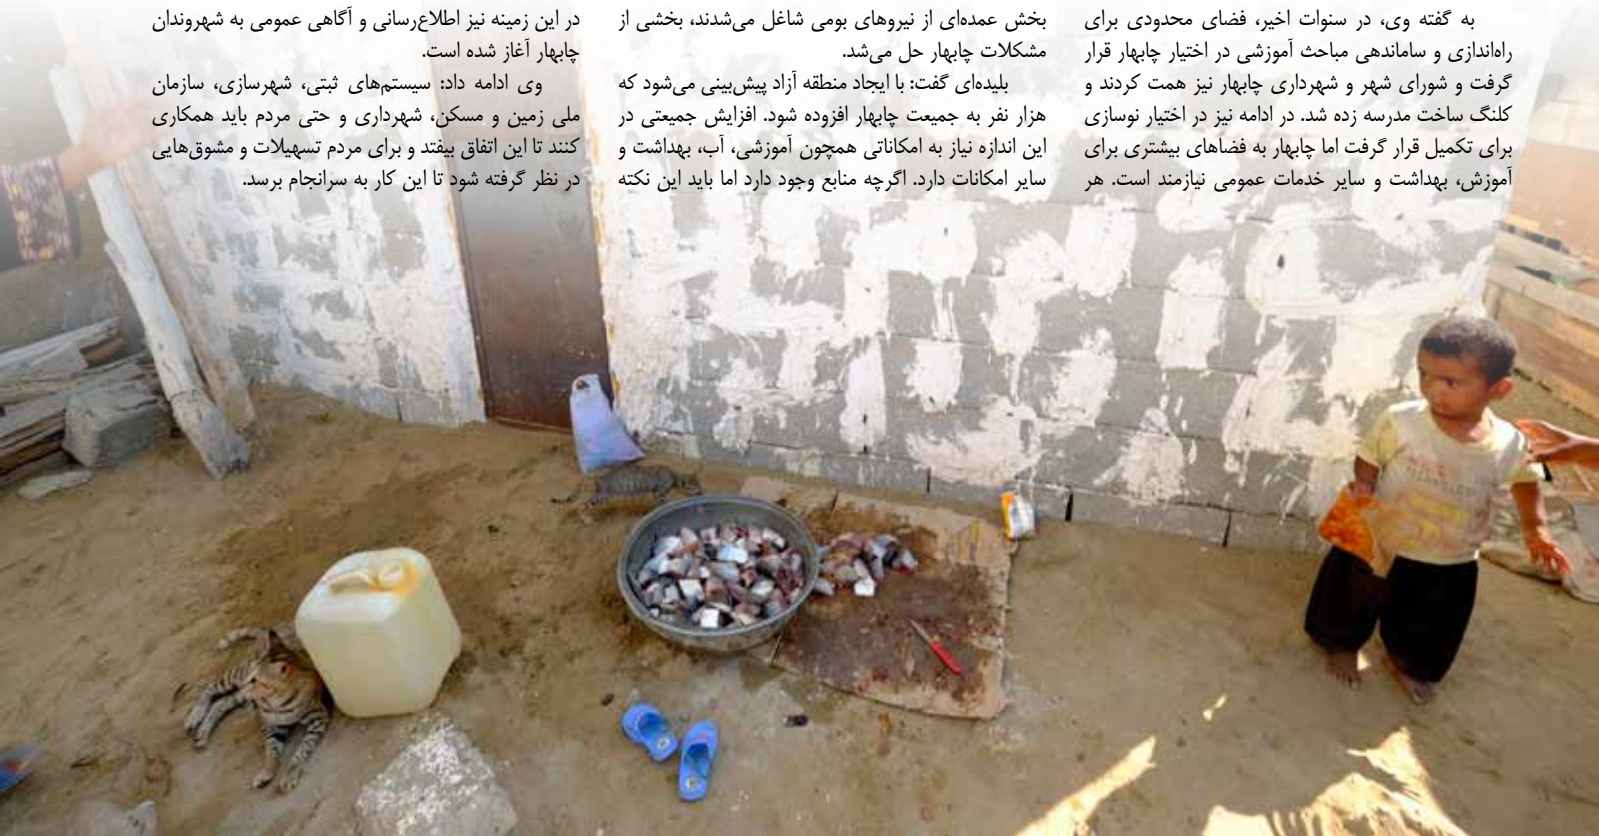 به گفته وی، در سنوات اخیر، فضای محدودی برای
راه‌اندازی و ساماندهی مباحث آموزشی در اختیار چابهار قرار
گرفت و شورای شهر و شهرداری چابهار نیز همت کردند و
کلنگ ساخت مدرسه زده شد. در ادامه نیز در اختیار نوسازی
برای تکمیل قرار گرفت اما چابهار به فضاهای بیشتری برای
آموزش، بهداشت و سایر خدمات عمومی نیازمند است. هر
بخش عمده‌ای از نیروهای بومی شاغل می‌شدند، بخشی از
مشکلات چابهار حل می‌شد.
بلیده‌ای گفت: با ایجاد منطقه آزاد پیش‌بینی می‌شود که
هزار نفر به جمیعت چابهار افزوده شود. افزایش جمیعتی در
این اندازه نیاز به امکاناتی همچون آموزشی، آب، بهداشت و
سایر امکانات دارد. اگرچه منابع وجود دارد اما باید این نکته
در این زمینه نیز اطلاع‌رسانی و آگاهی عمومی به شهروندان
چابهار آغاز شده است.
وی ادامه داد: سیستم‌های ثبتی، شهرسازی، سازمان
ملی زمین و مسکن، شهرداری و حتی مردم باید همکاری
کنند تا این اتفاق بیفتد و برای مردم تسهیلات و مشوق‌هایی
در نظر گرفته شود تا این کار به سرانجام برسد.